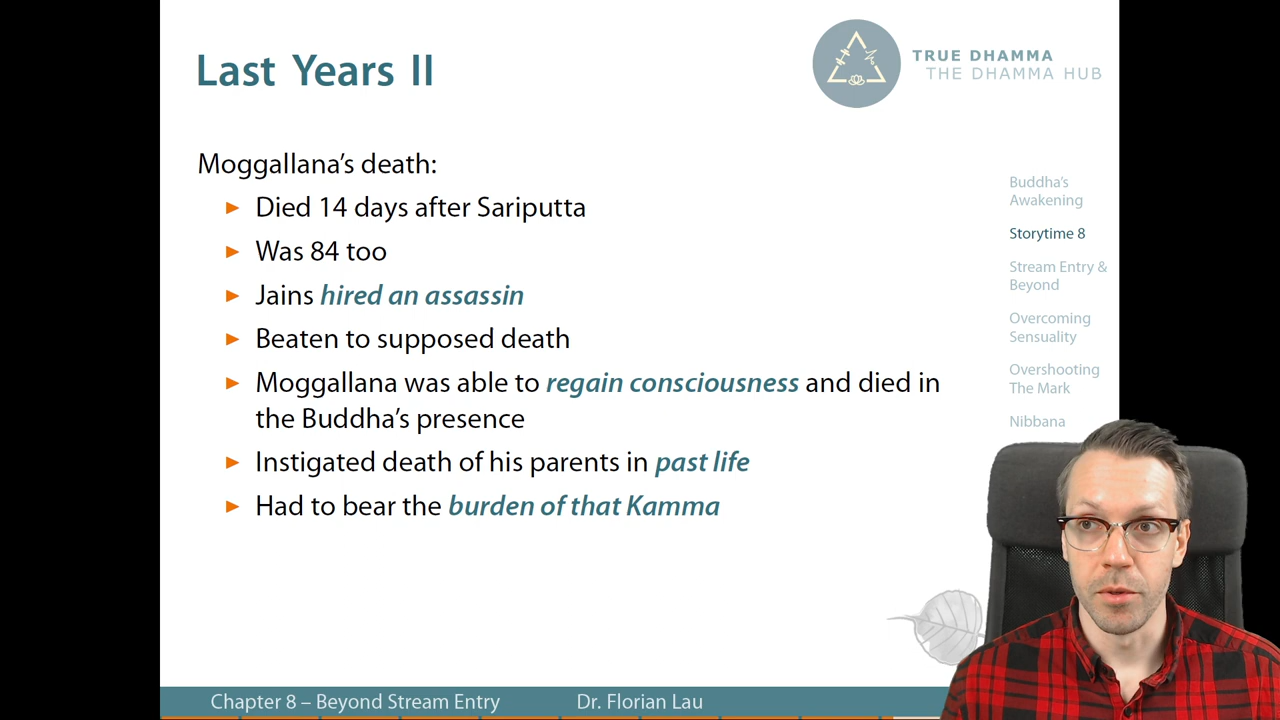 Last Years II
TRUE DHAMMA
THE DHAMMA HUB
Moggallana's death:
Died 14 days after Sariputta
Was 84 too
Jains hired an assassin
Beaten to supposed death
Moggallana was able to regain consciousness and died in
the Buddha's presence
Instigated death of his parents in past life
Had to bear the burden of that Kamma
Buddha's
Awakening
Storytime 8
Stream Entry &
Beyond
Overcoming
Sensuality
Overshooting
The Mark
Nibbana
Chapter 8 – Beyond Stream Entry
Dr. Florian Lau